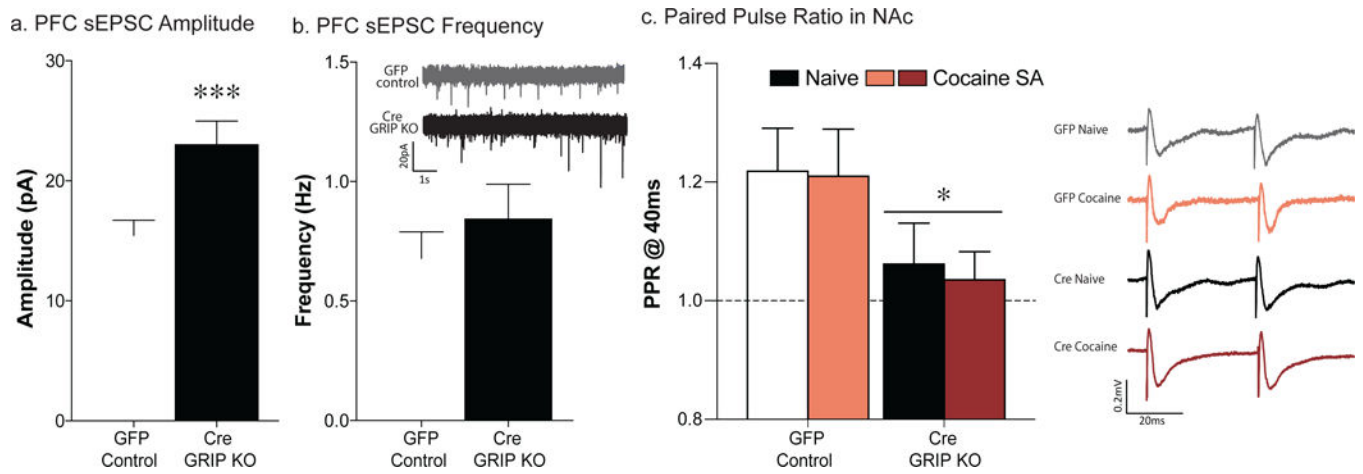 a. PFC sEPSC Amplitude
30
20
10
0
Amplitude (pA)
***
GFP
Control
Cre
GRIP KO
b. PFC sEPSC Frequency
1.5
1.0
0.5
0.0
Frequency (Hz)
GFP
control
Cre
GRIP KO
20pA
1s
GFP
Control
Cre
GRIP KO
c. Paired Pulse Ratio in NAc
1.4
1.2
1.0
0.8
PPR @ 40ms
Naive
Cocaine SA
*
GFP
Control
Cre
GRIP KO
GFP Naive
GFP Cocaine
Cre Naive
Cre Cocaine
0.2mV
20ms